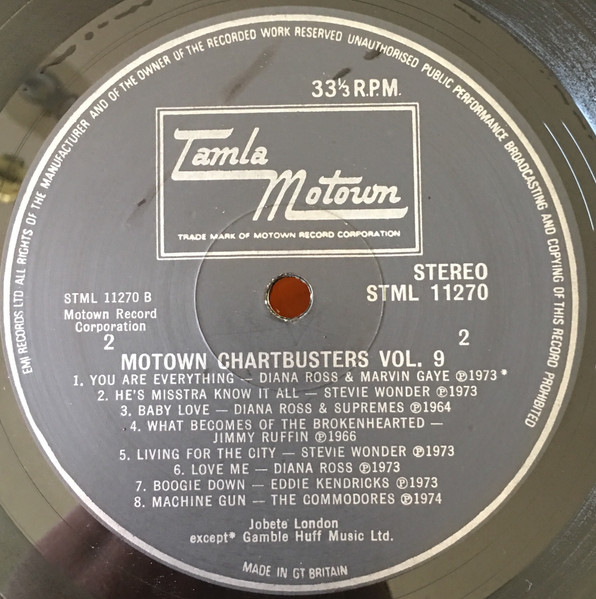 EMI RECORDS LTD ALL RIGHTS OF THE MANUFACTURER AND OF THE OWNER OF THE RECORDED WORK RESERVED UNAUTHORISED PUBLIC PERFORMANCE BROADCASTING AND COPYING OF THIS RECORD PROHIBITED
33⅓ R.P.M.
Tamla
Motown
TRADE MARK OF MOTOWN RECORD CORPORATION
STEREO
STML 11270
STML 11270 B
Motown Record
Corporation
2
2
MOTOWN CHARTBUSTERS VOL. 9
1. YOU ARE EVERYTHING — DIANA ROSS & MARVIN GAYE ℗1973*
2. HE'S MISSTRA KNOW IT ALL — STEVIE WONDER ℗1973
3. BABY LOVE — DIANA ROSS & SUPREMES ℗1964
4. WHAT BECOMES OF THE BROKENHEARTED —
JIMMY RUFFIN ℗1966
5. LIVING FOR THE CITY — STEVIE WONDER ℗1973
6. LOVE ME — DIANA ROSS ℗1973
7. BOOGIE DOWN — EDDIE KENDRICKS ℗1973
8. MACHINE GUN — THE COMMODORES ℗1974
Jobete London
except* Gamble Huff Music Ltd.
MADE IN GT BRITAIN